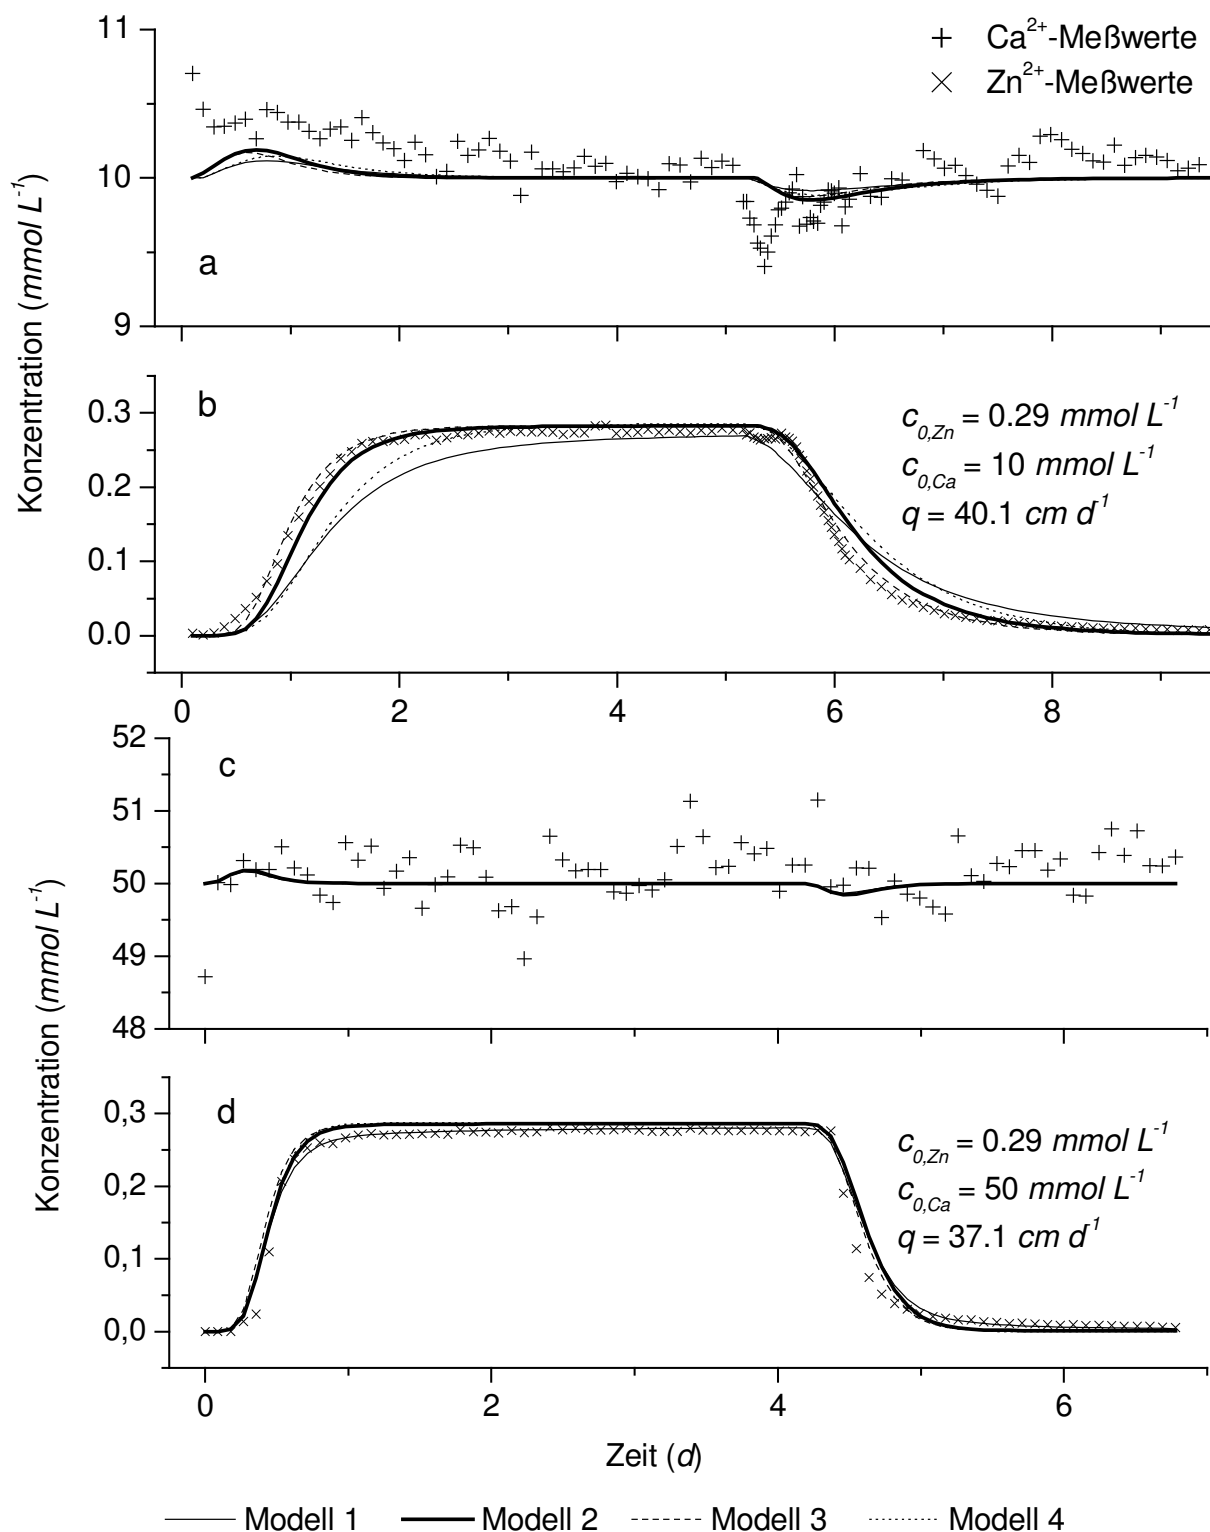 11
10
9
Konzentration (mmol L⁻¹)
+ Ca²⁺-Meßwerte
× Zn²⁺-Meßwerte
a
b
0.3
0.2
0.1
0.0
c₀,Zn = 0.29 mmol L⁻¹
c₀,Ca = 10 mmol L⁻¹
q = 40.1 cm d⁻¹
0 2 4 6 8
52
51
50
49
48
Konzentration (mmol L⁻¹)
c
d
0,3
0,2
0,1
0,0
c₀,Zn = 0.29 mmol L⁻¹
c₀,Ca = 50 mmol L⁻¹
q = 37.1 cm d⁻¹
0 2 4 6
Zeit (d)
Modell 1 Modell 2 Modell 3 Modell 4